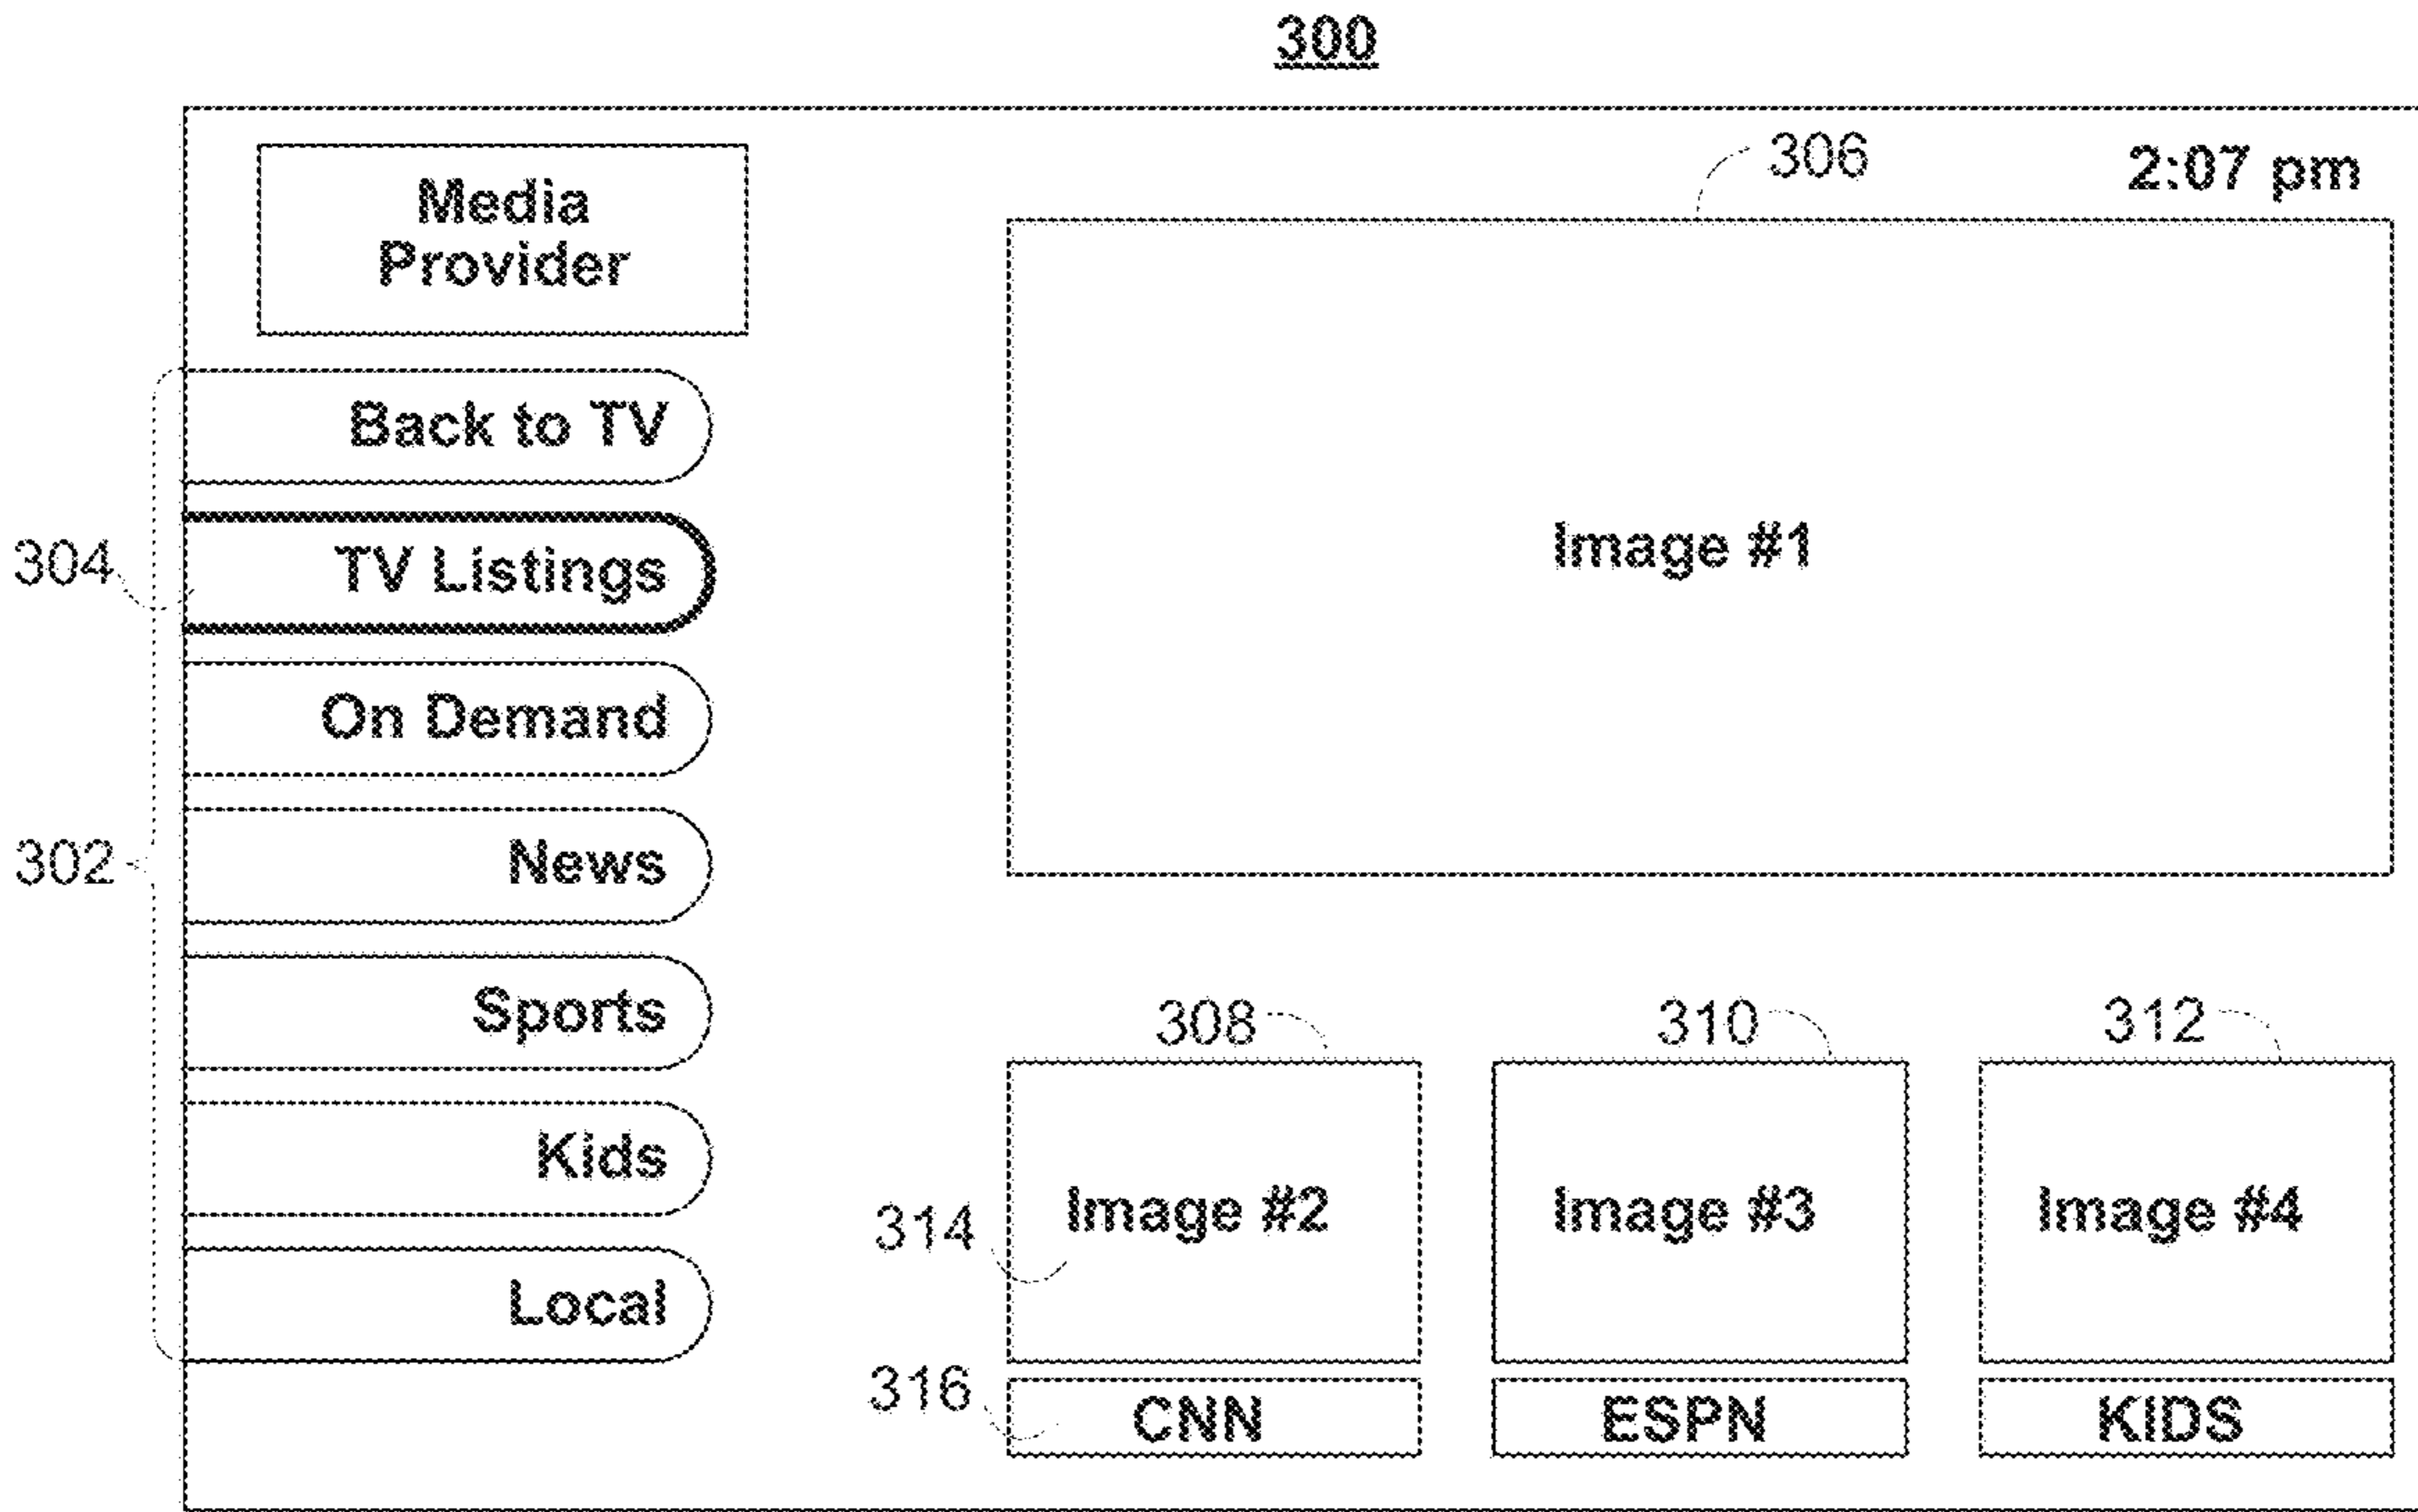 300
306
2:07 pm
Media
Provider
Back to TV
304
TV Listings
Image #1
On Demand
302
News
Sports
308
310
312
Kids
314
Image #2
Image #3
Image #4
Local
316
CNN
ESPN
KIDS